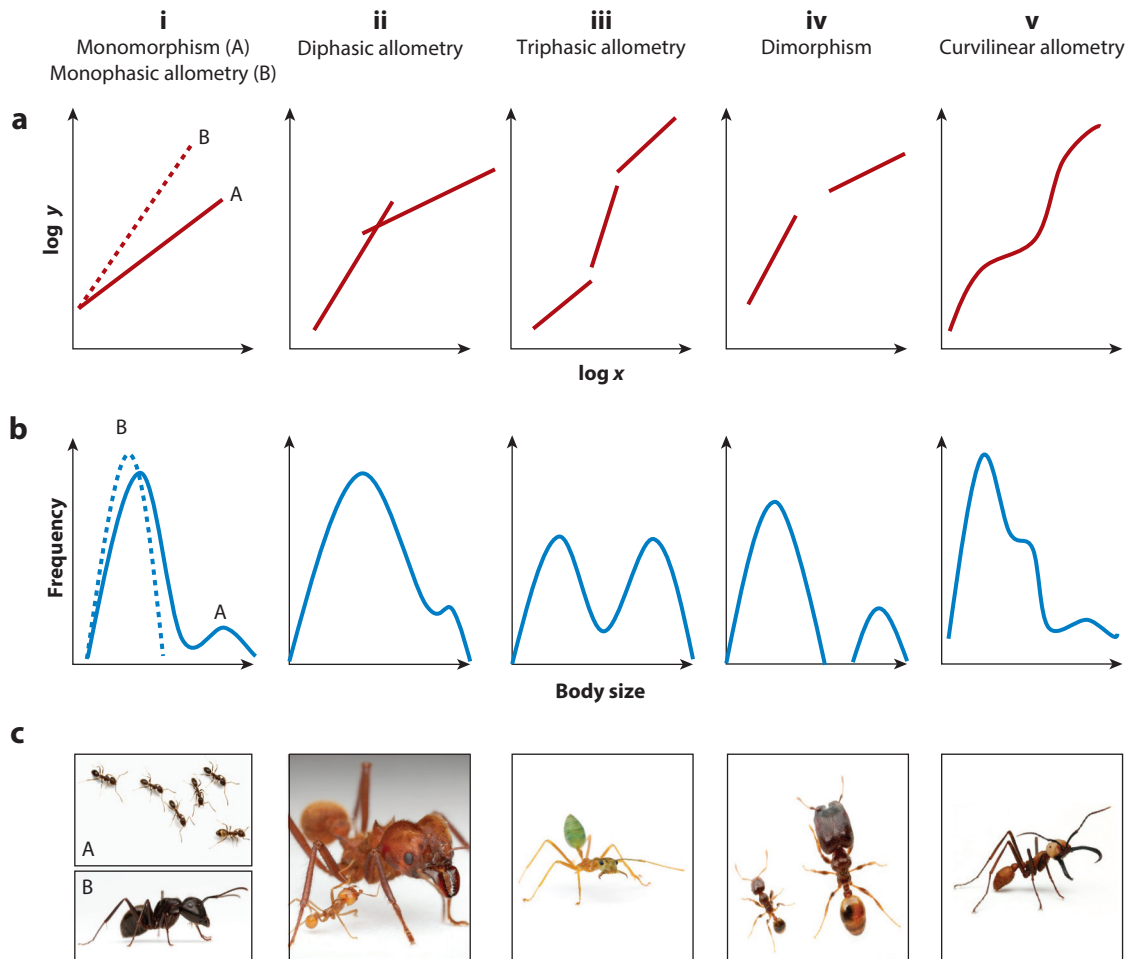 i
Monomorphism (A)
Monophasic allometry (B)
ii
Diphasic allometry
iii
Triphasic allometry
iv
Dimorphism
v
Curvilinear allometry
a
log y
B
A
log x
b
Frequency
B
A
Body size
c
A
B